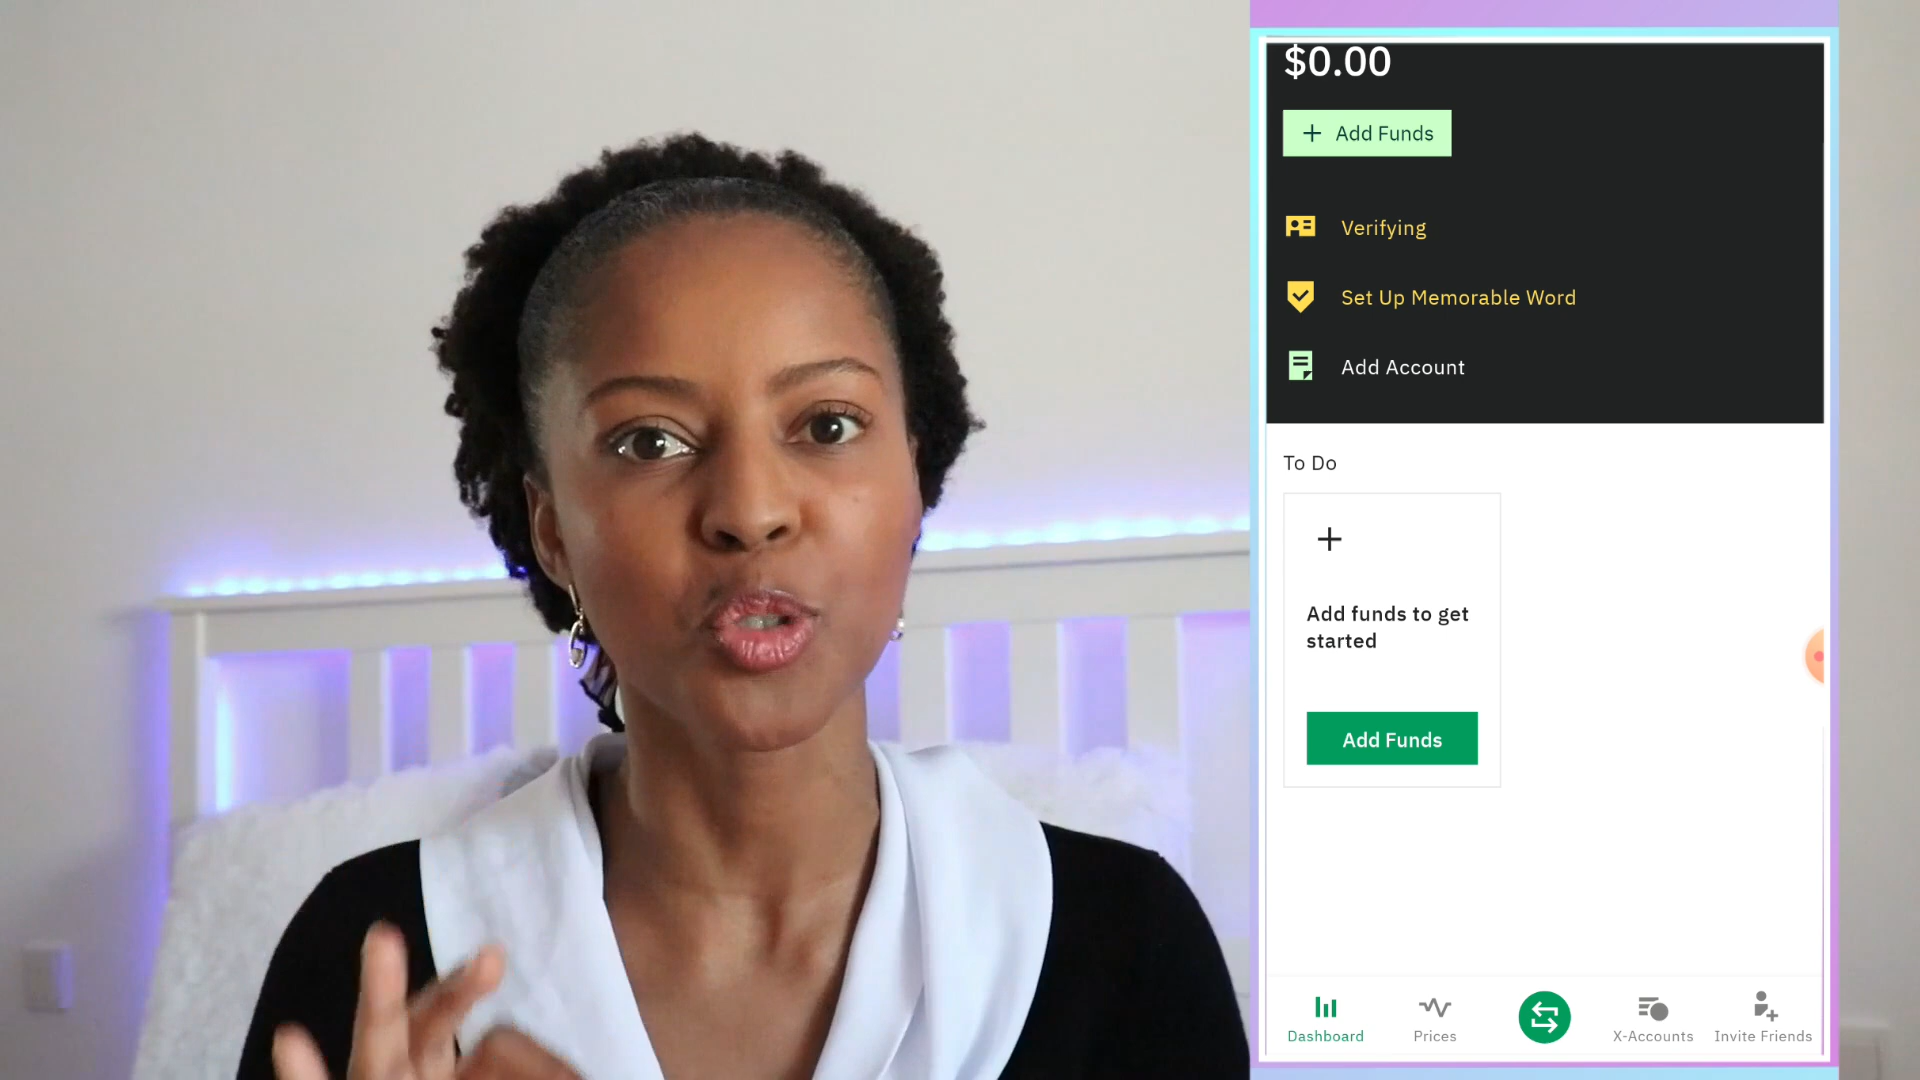 $0.00
+ Add Funds
Verifying
Set Up Memorable Word
Add Account
To Do
Add funds to get
started
Add Funds
Dashboard
Prices
X-Accounts
Invite Friends